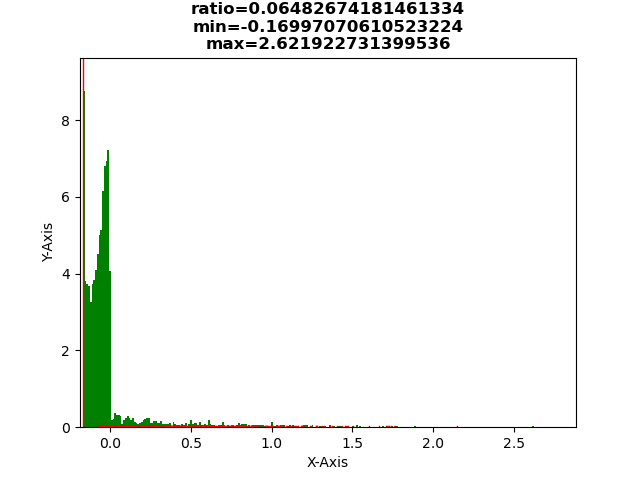 ratio=0.06482674181461334
min=-0.16997070610523224
max=2.621922731399536
8
6
4
2
0
Y-Axis
0.0 0.5 1.0 1.5 2.0 2.5
X-Axis